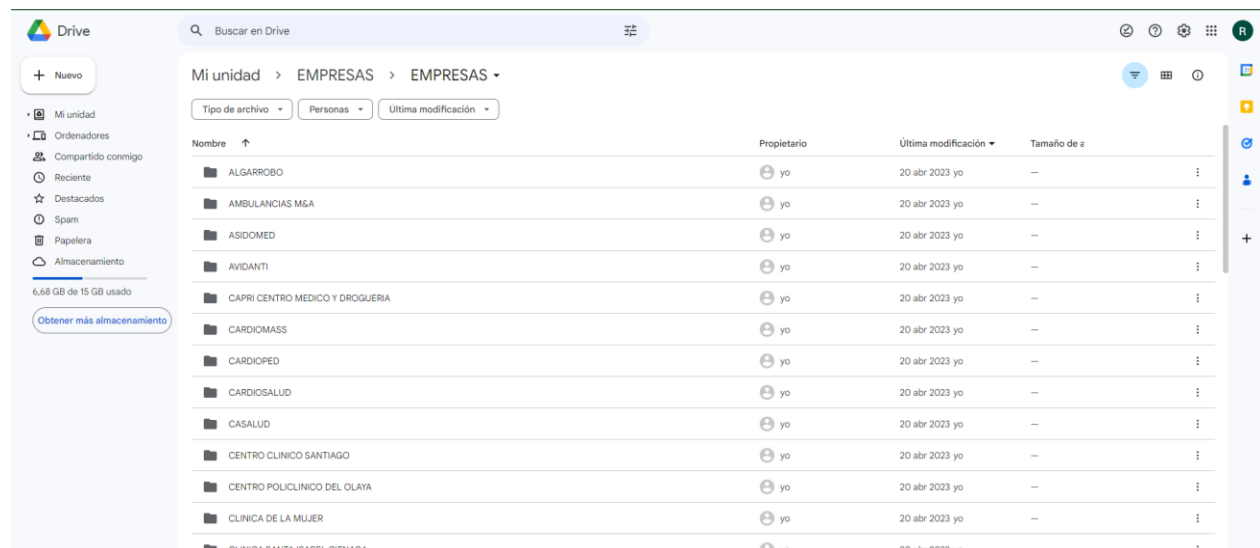 Drive
Buscar en Drive
R
Nuevo
Mi unidad > EMPRESAS > EMPRESAS
Tipo de archivo Personas Última modificación
Mi unidad
Ordenadores
Compartido conmigo
Reciente
Destacados
Spam
Papelera
Almacenamiento
6,68 GB de 15 GB usado
Obtener más almacenamiento
Nombre Propietario Última modificación Tamaño de a
ALGARROBO yo 20 abr 2023 yo —
AMBULANCIAS M&A yo 20 abr 2023 yo —
ASIDOMED yo 20 abr 2023 yo —
AVIDANTI yo 20 abr 2023 yo —
CAPRI CENTRO MEDICO Y DROGUERIA yo 20 abr 2023 yo —
CARDIOMASS yo 20 abr 2023 yo —
CARDIOPED yo 20 abr 2023 yo —
CARDIOSALUD yo 20 abr 2023 yo —
CASALUD yo 20 abr 2023 yo —
CENTRO CLINICO SANTIAGO yo 20 abr 2023 yo —
CENTRO POLICLINICO DEL OLAYA yo 20 abr 2023 yo —
CLINICA DE LA MUJER yo 20 abr 2023 yo —